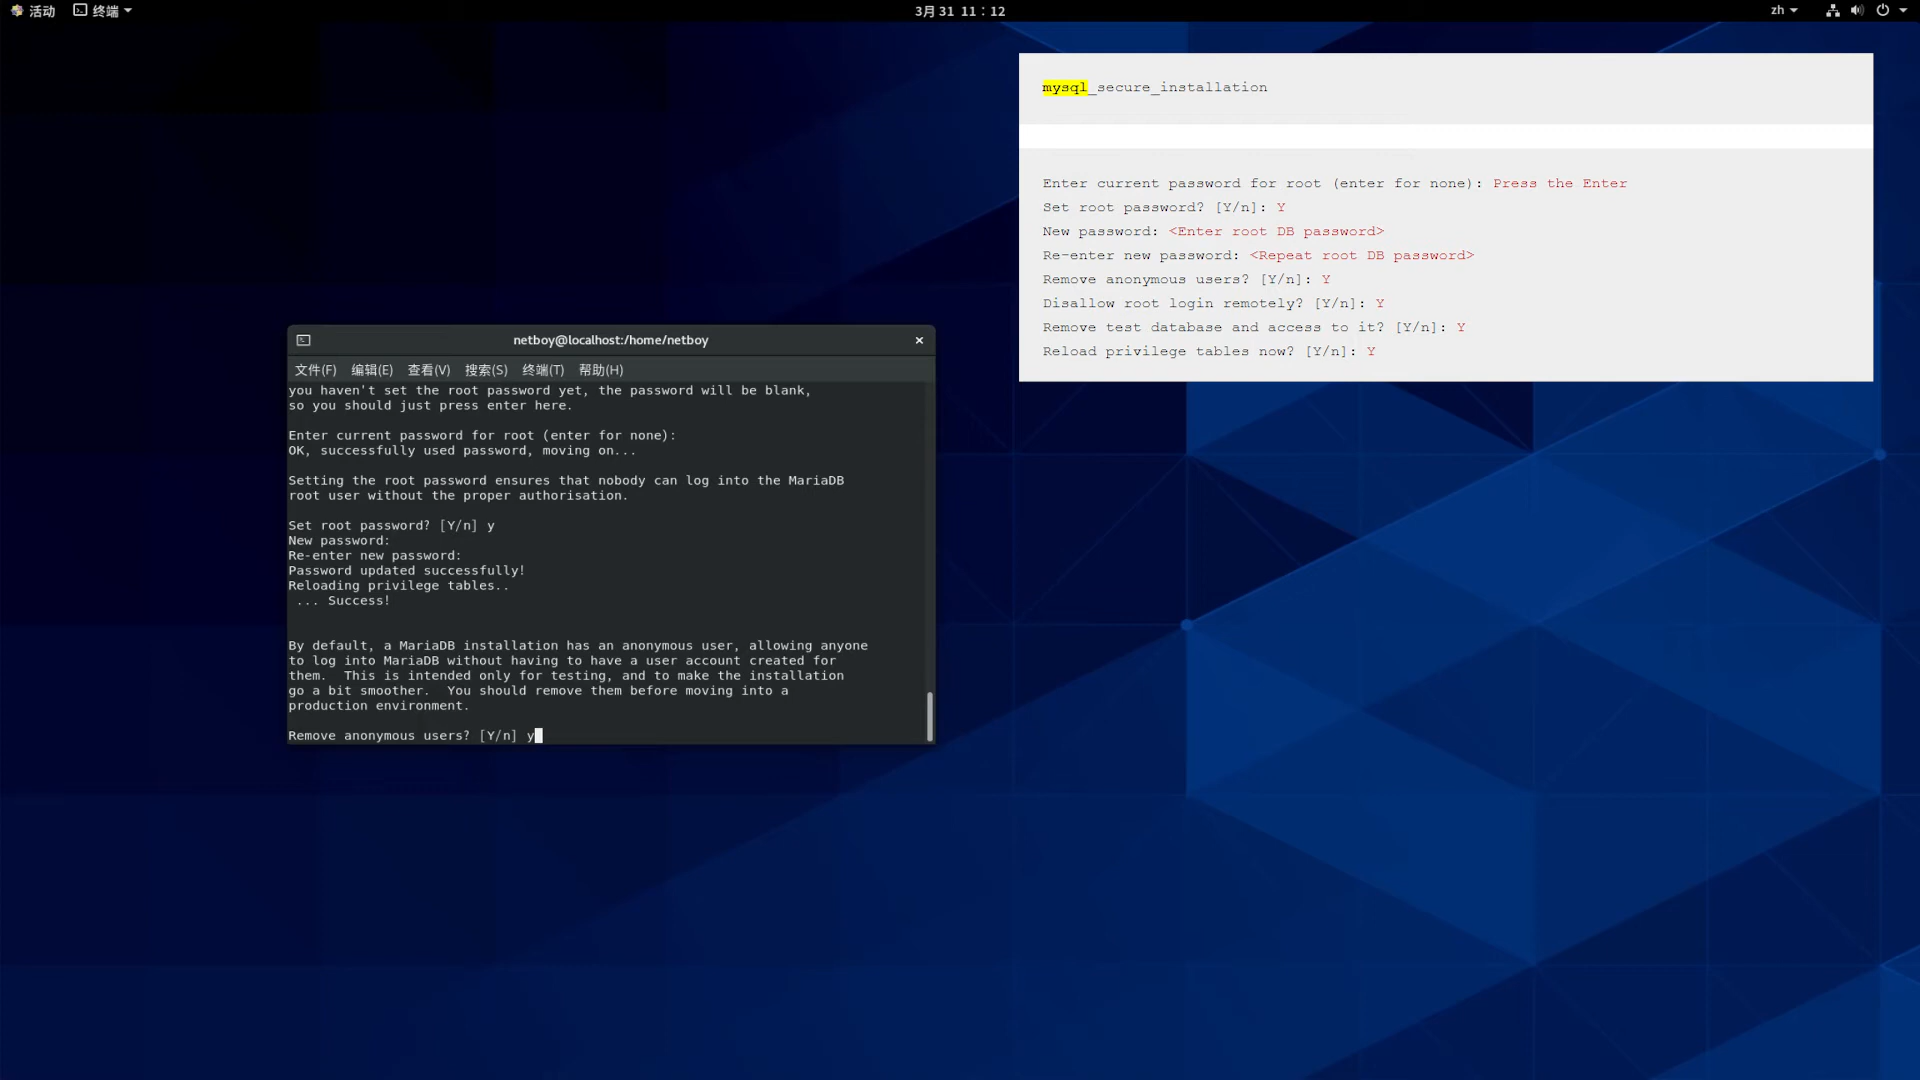 活动 终端 3月 31 11：12 zh
mysql_secure_installation
Enter current password for root (enter for none): Press the Enter
Set root password? [Y/n]: Y
New password: <Enter root DB password>
Re-enter new password: <Repeat root DB password>
Remove anonymous users? [Y/n]: Y
Disallow root login remotely? [Y/n]: Y
Remove test database and access to it? [Y/n]: Y
Reload privilege tables now? [Y/n]: Y
netboy@localhost:/home/netboy
文件(F) 编辑(E) 查看(V) 搜索(S) 终端(T) 帮助(H)
you haven't set the root password yet, the password will be blank,
so you should just press enter here.
Enter current password for root (enter for none):
OK, successfully used password, moving on...
Setting the root password ensures that nobody can log into the MariaDB
root user without the proper authorisation.
Set root password? [Y/n] y
New password:
Re-enter new password:
Password updated successfully!
Reloading privilege tables..
... Success!
By default, a MariaDB installation has an anonymous user, allowing anyone
to log into MariaDB without having to have a user account created for
them.  This is intended only for testing, and to make the installation
go a bit smoother.  You should remove them before moving into a
production environment.
Remove anonymous users? [Y/n] y